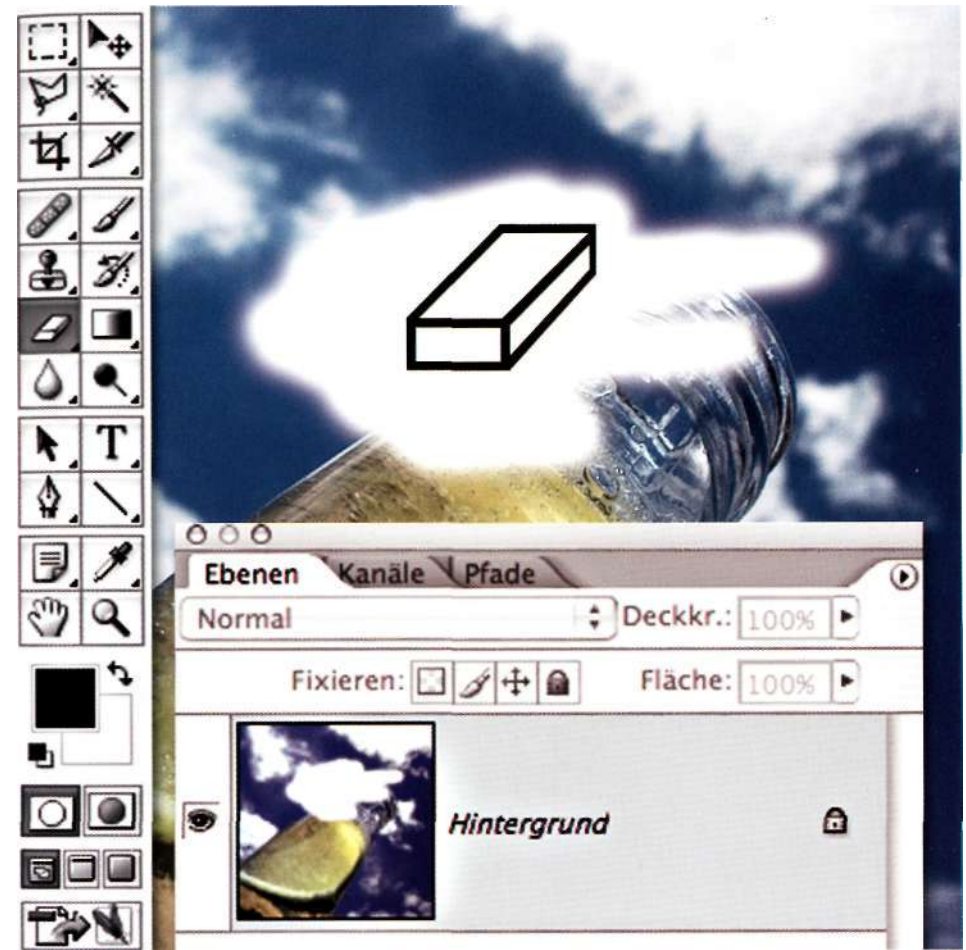 T
Ebenen Kanäle Pfade
Normal Deckkr.: 100%
Fixieren: Fläche: 100%
Hintergrund